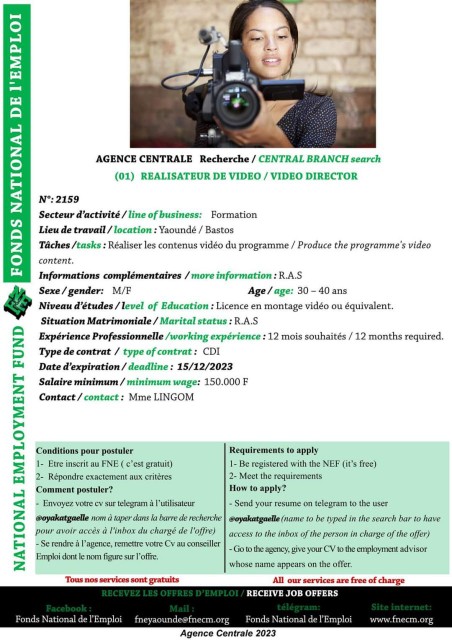 FONDS NATIONAL DE l'EMPLOI
NATIONAL EMPLOYMENT FUND
AGENCE CENTRALE Recherche / CENTRAL BRANCH search
(01) REALISATEUR DE VIDEO / VIDEO DIRECTOR
N°: 2159
Secteur d'activité / line of business: Formation
Lieu de travail / location : Yaoundé / Bastos
Tâches /tasks : Réaliser les contenus vidéo du programme / Produce the programme's video
content.
Informations complémentaires / more information : R.A.S
Sexe / gender: M/F Age / age: 30 – 40 ans
Niveau d'études / level of Education : Licence en montage vidéo ou équivalent.
Situation Matrimoniale / Marital status : R.A.S
Expérience Professionnelle /working expérience : 12 mois souhaités / 12 months required.
Type de contrat / type of contract : CDI
Date d'expiration / deadline : 15/12/2023
Salaire minimum / minimum wage: 150.000 F
Contact / contact : Mme LINGOM
Conditions pour postuler
1- Etre inscrit au FNE ( c'est gratuit)
2- Répondre exactement aux critères
Comment postuler?
- Envoyez votre cv sur telegram à l'utilisateur
@oyakatgaelle nom à taper dans la barre de recherche
pour avoir accès à l'inbox du chargé de l'offre)
- Se rendre à l'agence, remettre votre Cv au conseiller
Emploi dont le nom figure sur l'offre.
Requirements to apply
1- Be registered with the NEF (it's free)
2- Meet the requirements
How to apply?
- Send your resume on telegram to the user
@oyakatgaelle (name to be typed in the search bar to have
access to the inbox of the person in charge of the offer)
- Go to the agency, give your CV to the employment advisor
whose name appears on the offer.
Tous nos services sont gratuits All our services are free of charge
RECEVEZ LES OFFRES D'EMPLOI / RECEIVE JOB OFFERS
Facebook : Mail : télégram: Site internet:
Fonds National de l'Emploi fneyaounde@fnecm.org Fonds National de l'Emploi www.fnecm.org
Agence Centrale 2023